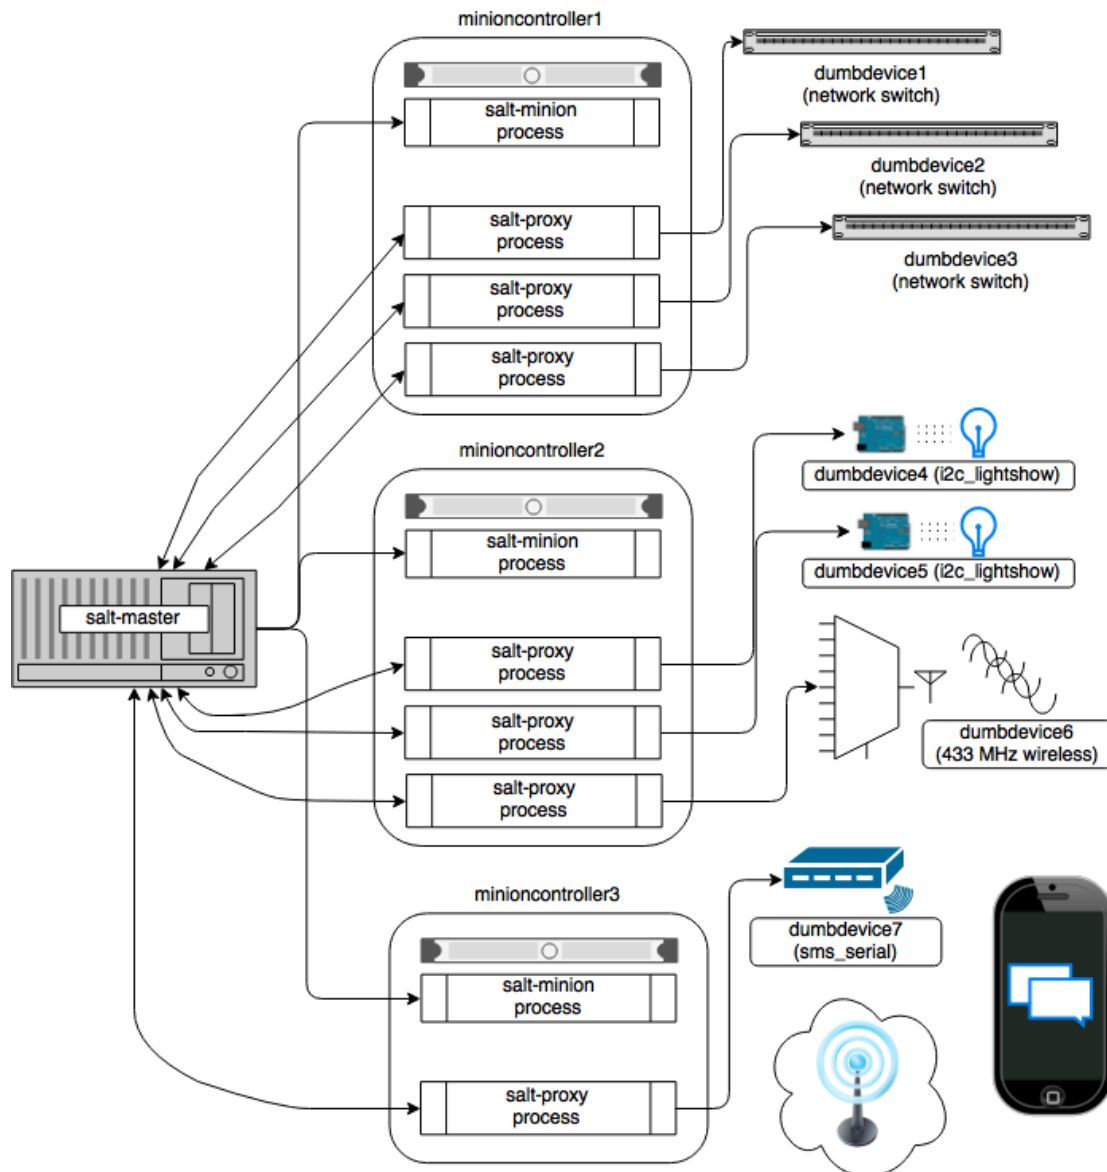 minioncontroller1
salt-minion
process
salt-proxy
process
salt-proxy
process
salt-proxy
process
dumbdevice1
(network switch)
dumbdevice2
(network switch)
dumbdevice3
(network switch)
minioncontroller2
salt-minion
process
salt-proxy
process
salt-proxy
process
salt-proxy
process
dumbdevice4 (i2c_lightshow)
dumbdevice5 (i2c_lightshow)
dumbdevice6
(433 MHz wireless)
salt-master
minioncontroller3
salt-minion
process
salt-proxy
process
dumbdevice7
(sms_serial)